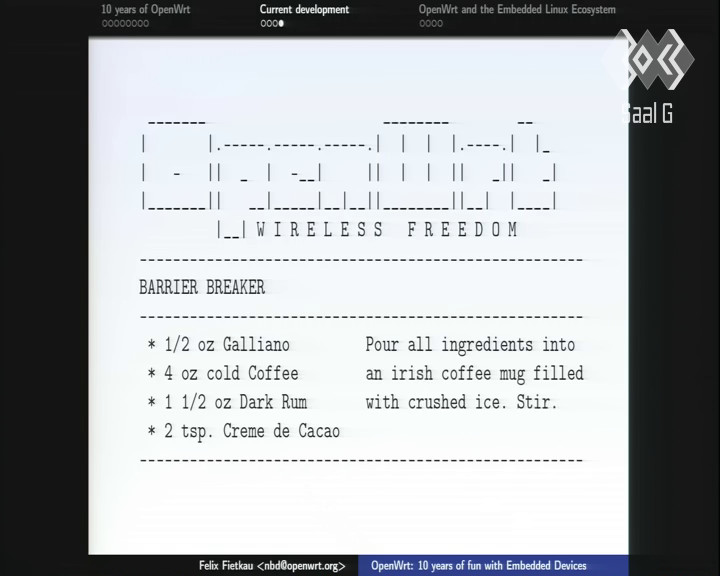 10 years of OpenWrt
Current development
OpenWrt and the Embedded Linux Ecosystem
Saal G
WIRELESS FREEDOM
BARRIER BREAKER
* 1/2 oz Galliano Pour all ingredients into
* 4 oz cold Coffee an irish coffee mug filled
* 1 1/2 oz Dark Rum with crushed ice. Stir.
* 2 tsp. Creme de Cacao
Felix Fietkau <nbd@openwrt.org>
OpenWrt: 10 years of fun with Embedded Devices